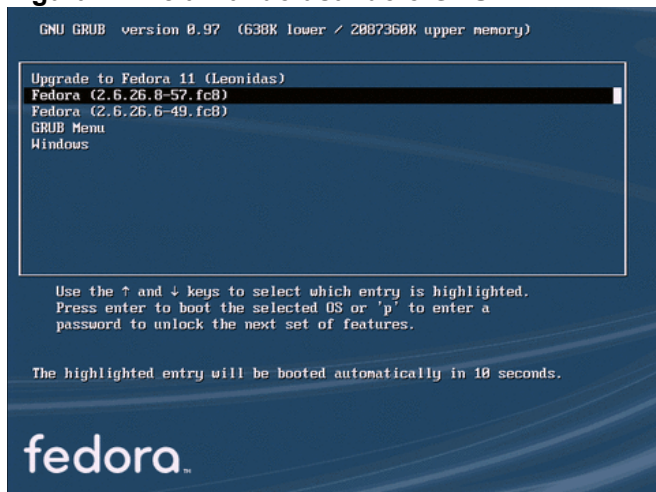 GNU GRUB version 0.97 (638K lower / 2087360K upper memory)
Upgrade to Fedora 11 (Leonidas)
Fedora (2.6.26.8-57.fc8)
Fedora (2.6.26.6-49.fc8)
GRUB Menu
Windows
Use the ↑ and ↓ keys to select which entry is highlighted.
Press enter to boot the selected OS or 'p' to enter a
password to unlock the next set of features.
The highlighted entry will be booted automatically in 10 seconds.
fedora™